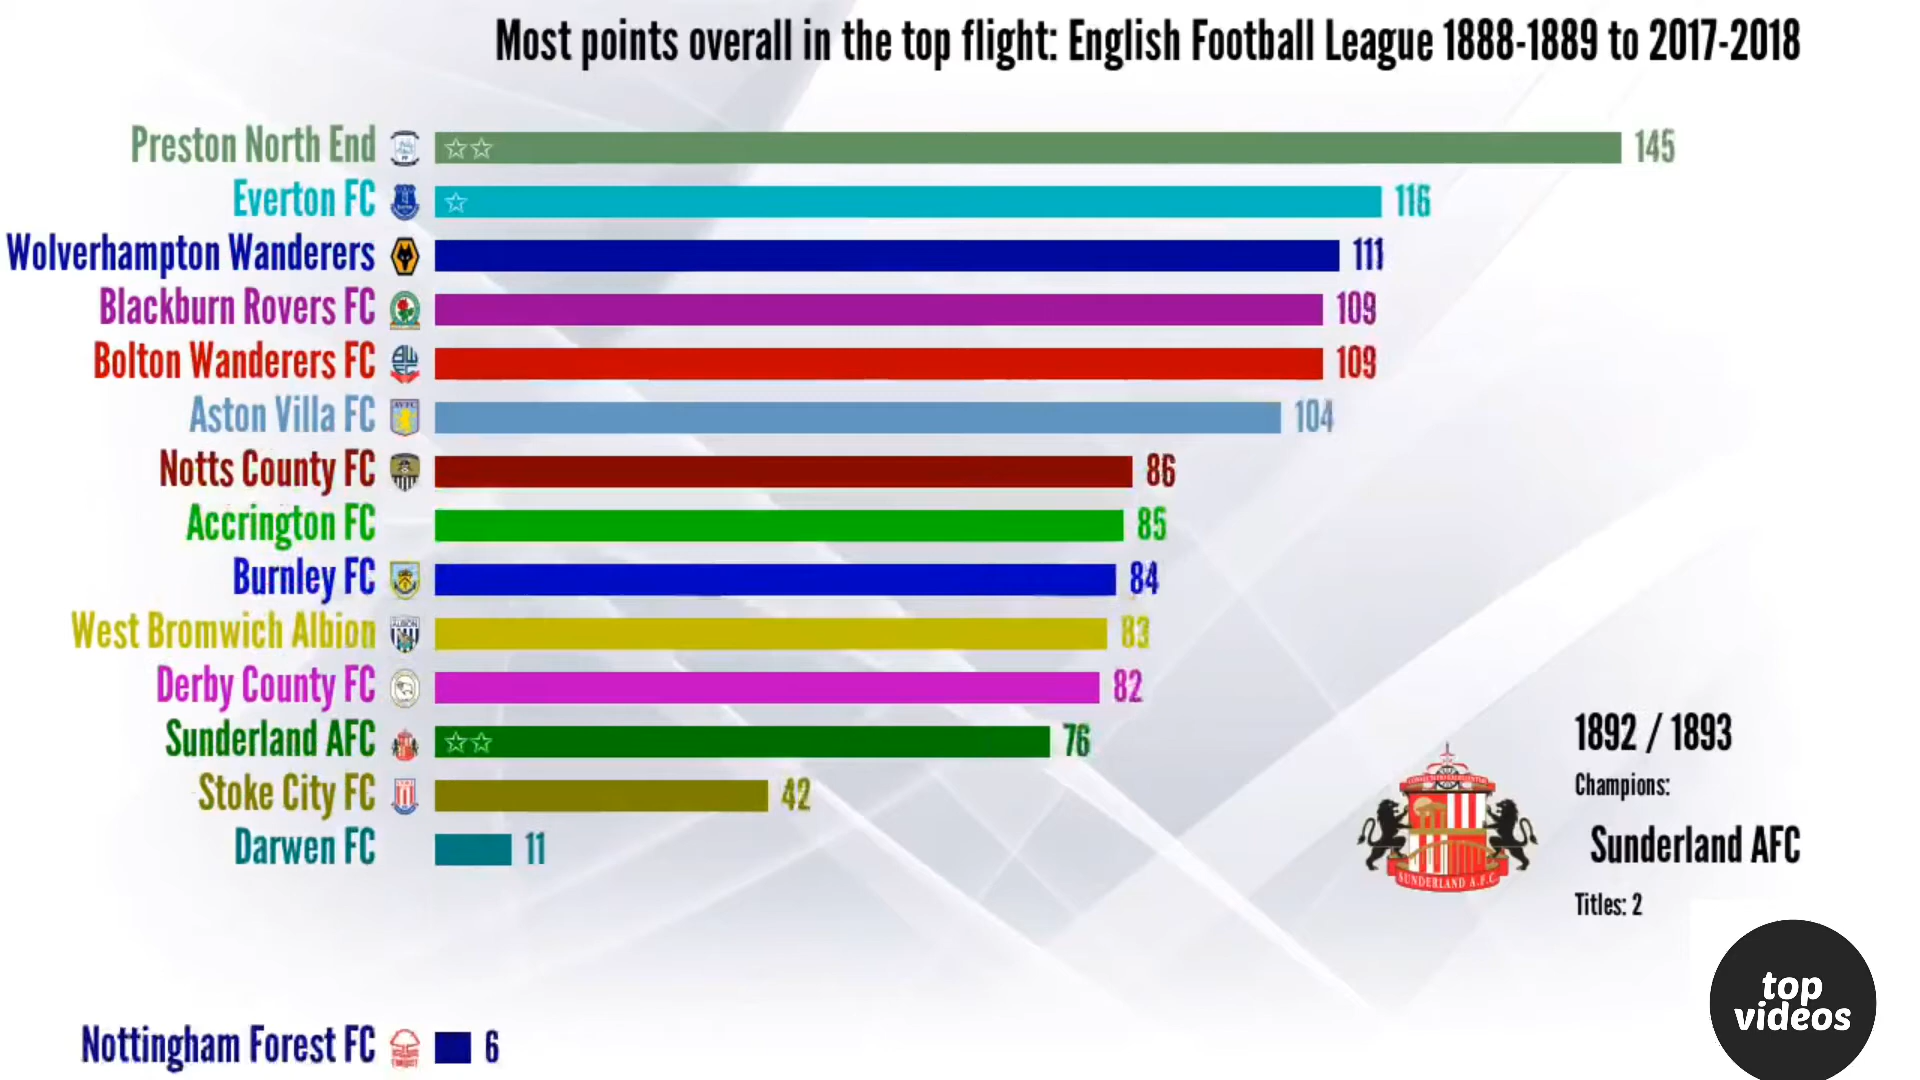 Most points overall in the top flight: English Football League 1888-1889 to 2017-2018
Preston North End 145
Everton FC 116
Wolverhampton Wanderers 111
Blackburn Rovers FC 109
Bolton Wanderers FC 109
Aston Villa FC 104
Notts County FC 86
Accrington FC 85
Burnley FC 84
West Bromwich Albion 83
Derby County FC 82
Sunderland AFC 76
Stoke City FC 42
Darwen FC 11
Nottingham Forest FC 6
1892 / 1893
Champions:
Sunderland AFC
Titles: 2
SUNDERLAND A.F.C.
top
videos